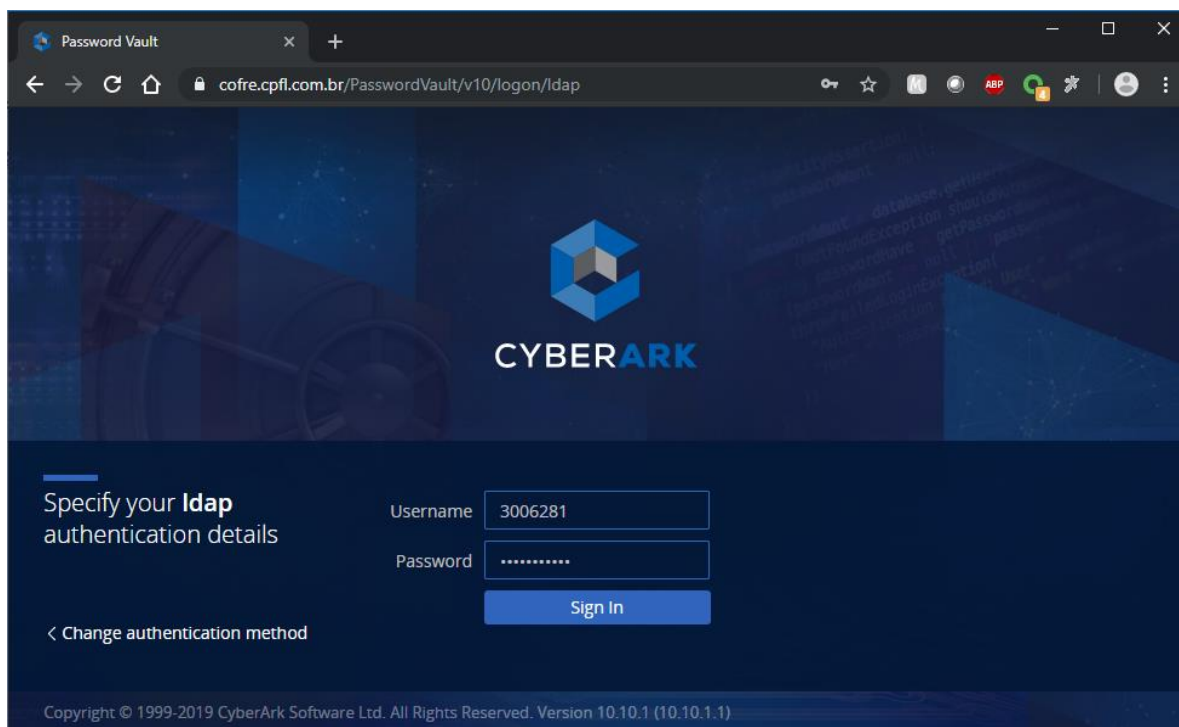 Password Vault
cofre.cpfl.com.br/PasswordVault/v10/logon/ldap
ABP
4
CYBERARK
Specify your ldap
authentication details
Username
3006281
Password
•••••••••••
Sign In
Change authentication method
Copyright © 1999-2019 CyberArk Software Ltd. All Rights Reserved. Version 10.10.1 (10.10.1.1)